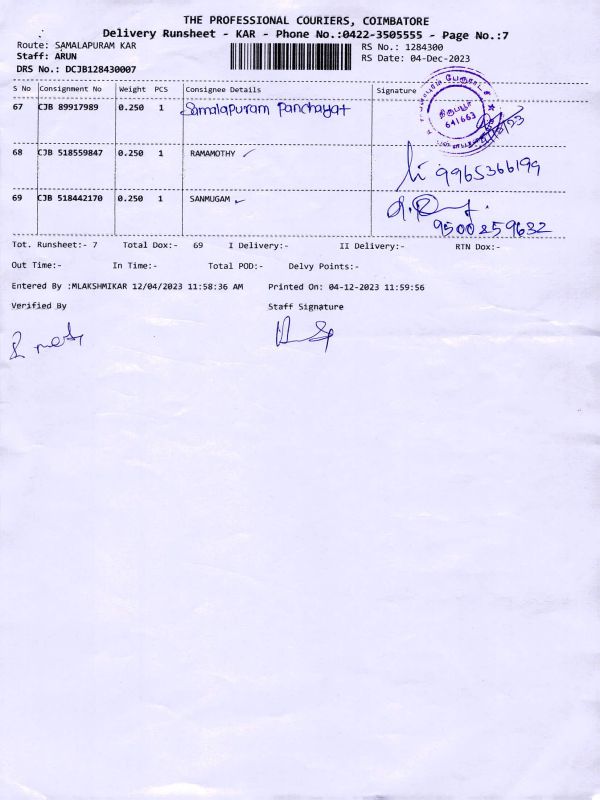 THE PROFESSIONAL COURIERS, COIMBATORE
Delivery Runsheet - KAR - Phone No.:0422-3505555 - Page No.:7
Route: SAMALAPURAM KAR
RS No.: 1284300
Staff: ARUN
RS Date: 04-Dec-2023
DRS No.: DCJB128430007
S No Consignment No Weight PCS Consignee Details Signature
67 CJB 89917989 0.250 1 Samalapuram Panchayat
திருப்பூர்
641663
68 CJB 518559847 0.250 1 RAMAMOTHY
9965366199
69 CJB 518442170 0.250 1 SANMUGAM
9500259632
Tot. Runsheet:- 7 Total Dox:- 69 I Delivery:- II Delivery:- RTN Dox:-
Out Time:- In Time:- Total POD:- Delvy Points:-
Entered By :MLAKSHMIKAR 12/04/2023 11:58:36 AM Printed On: 04-12-2023 11:59:56
Verified By Staff Signature